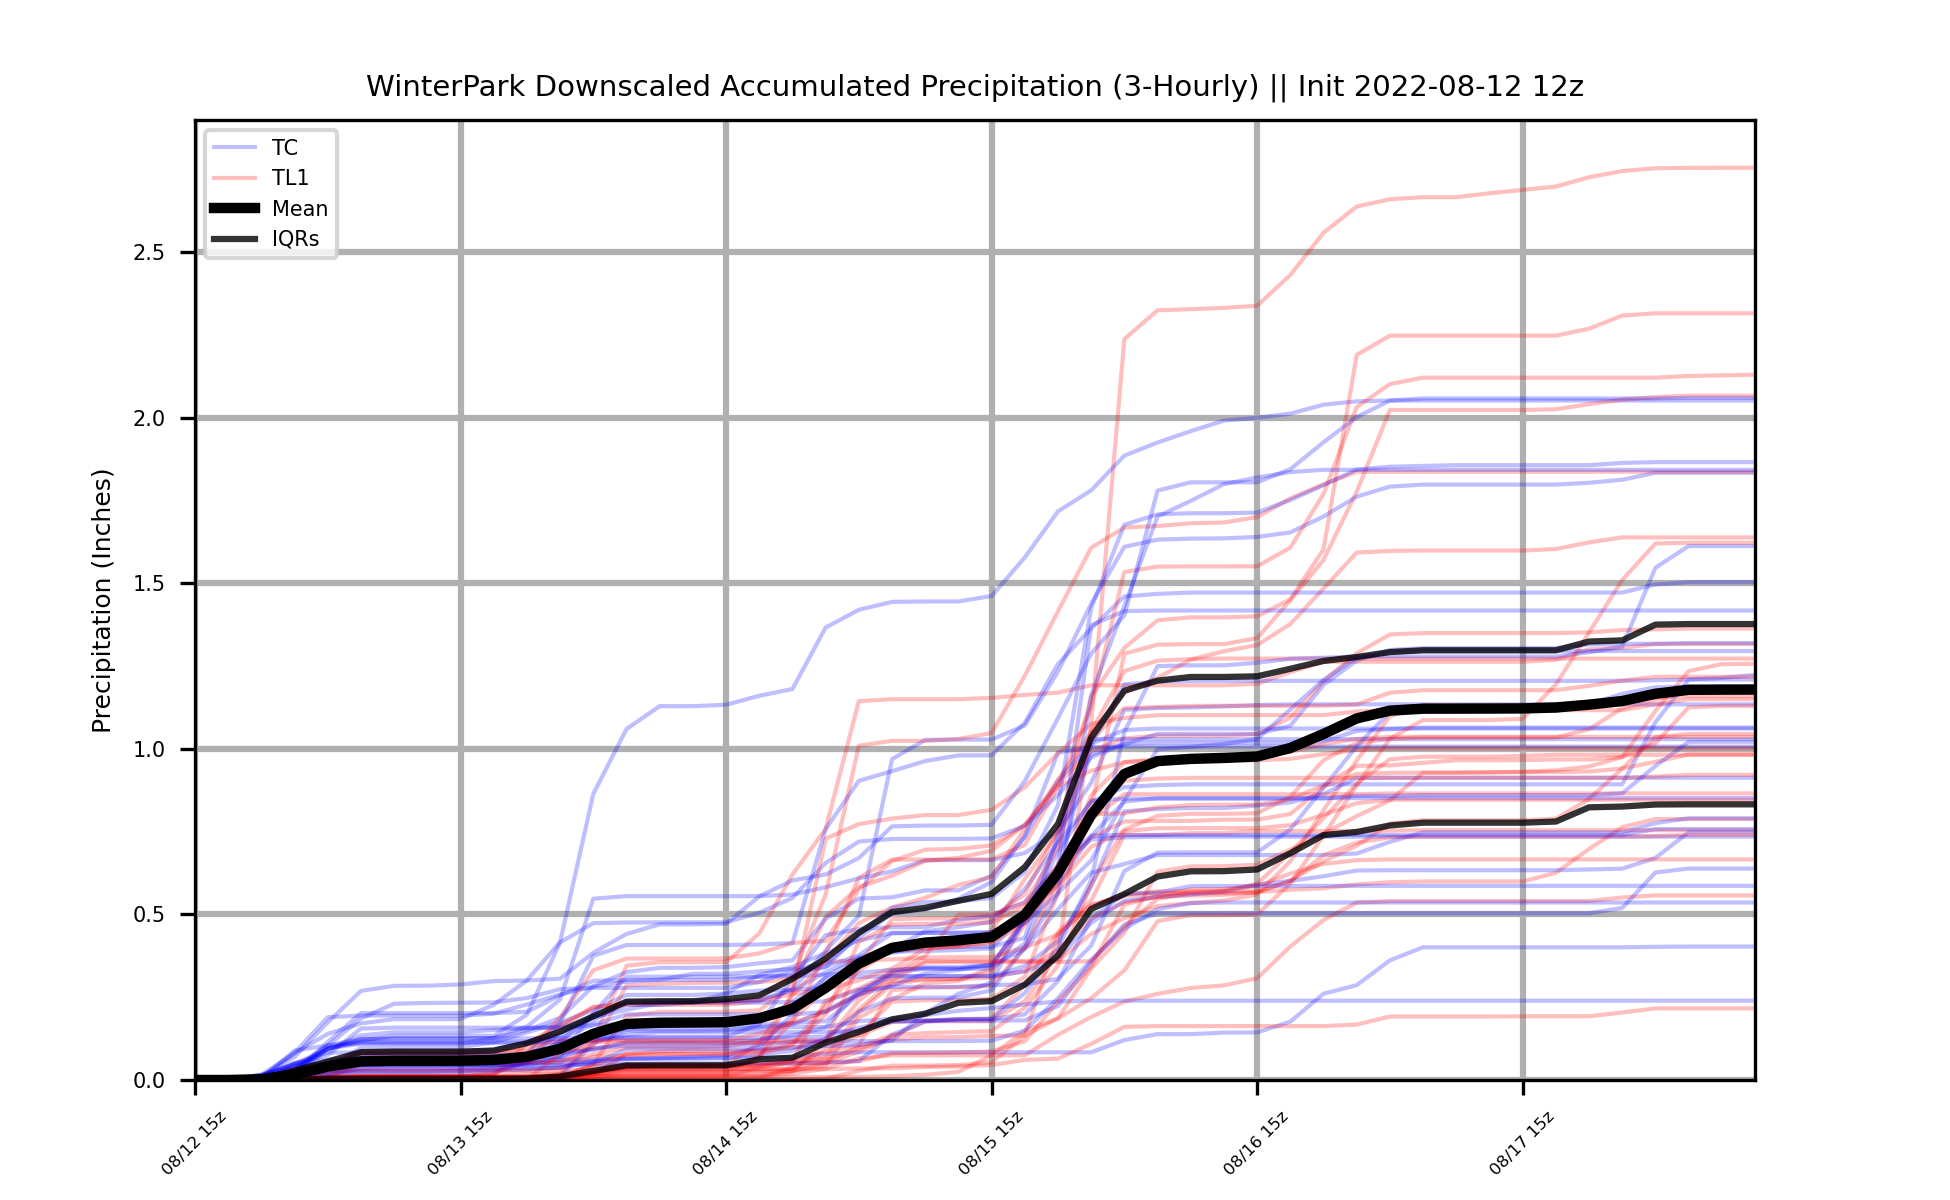 WinterPark Downscaled Accumulated Precipitation (3-Hourly) || Init 2022-08-12 12z
TC
TL1
Mean
IQRs
Precipitation (Inches)
2.5
2.0
1.5
1.0
0.5
0.0
08/12 15z
08/13 15z
08/14 15z
08/15 15z
08/16 15z
08/17 15z